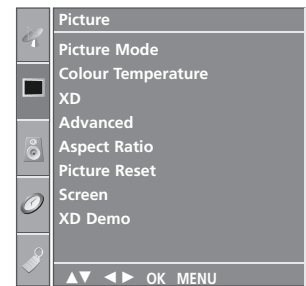 Picture
Picture Mode
Colour Temperature
XD
Advanced
Aspect Ratio
Picture Reset
Screen
XD Demo
▲▼ ◄► OK MENU